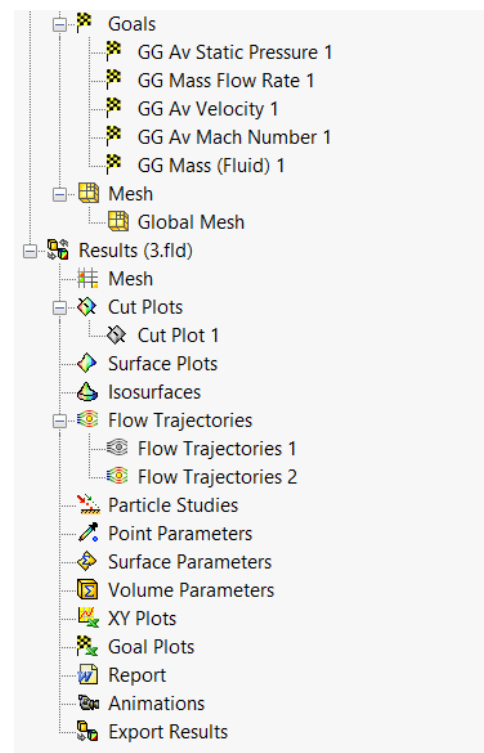 Goals
GG Av Static Pressure 1
GG Mass Flow Rate 1
GG Av Velocity 1
GG Av Mach Number 1
GG Mass (Fluid) 1
Mesh
Global Mesh
Results (3.fld)
Mesh
Cut Plots
Cut Plot 1
Surface Plots
Isosurfaces
Flow Trajectories
Flow Trajectories 1
Flow Trajectories 2
Particle Studies
Point Parameters
Surface Parameters
Volume Parameters
XY Plots
Goal Plots
Report
Animations
Export Results